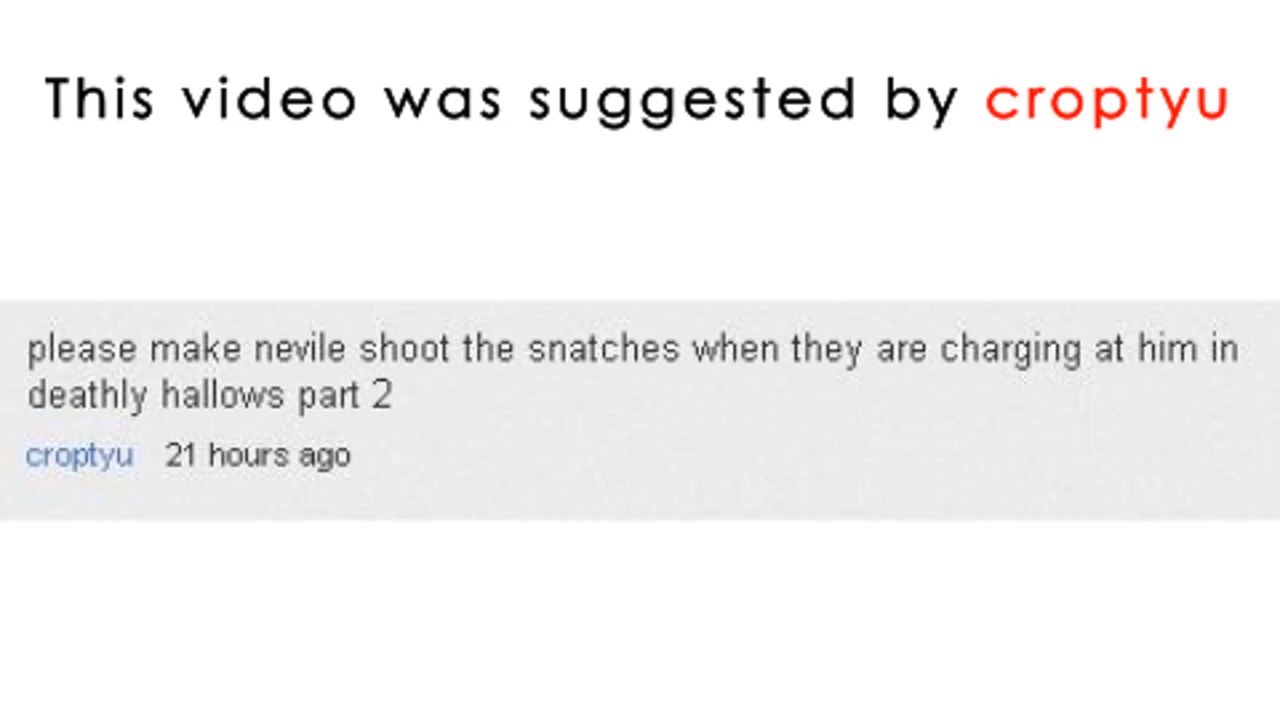 This video was suggested by croptyu
please make nevile shoot the snatches when they are charging at him in
deathly hallows part 2
croptyu 21 hours ago